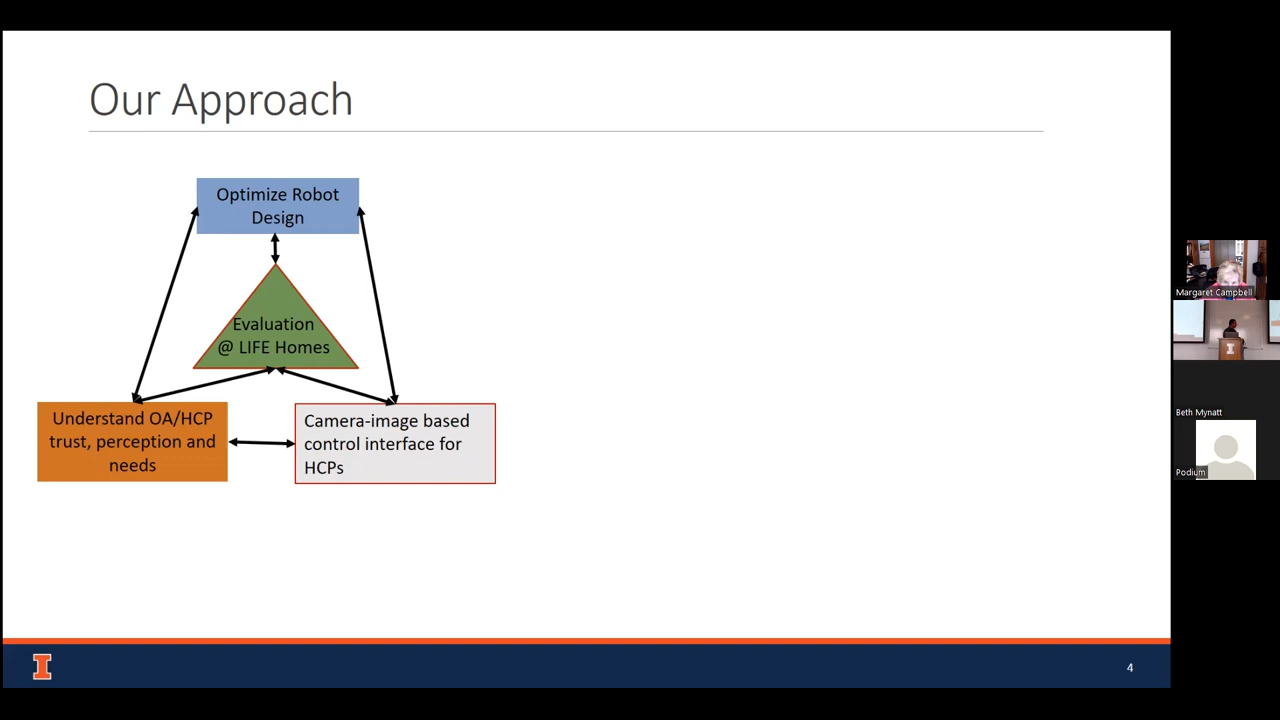 Our Approach
Optimize Robot
Design
Evaluation
@ LIFE Homes
Understand OA/HCP
trust, perception and
needs
Camera-image based
control interface for
HCPs
4
Margaret Campbell
Beth Mynatt
Podium